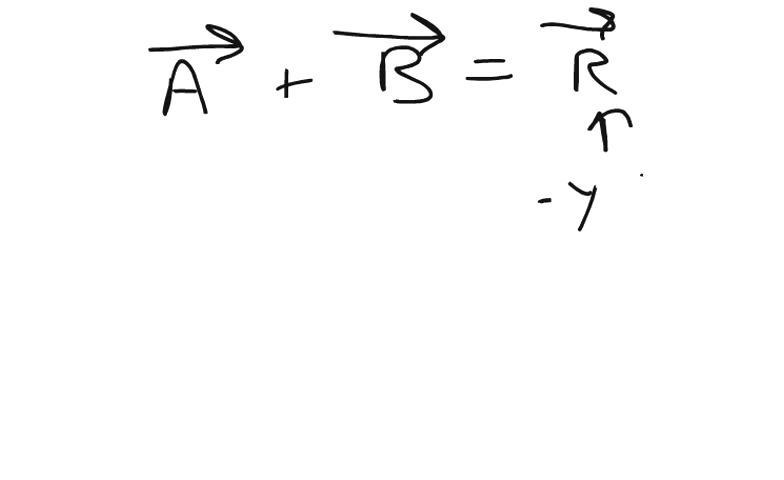 A + B = R
↑
- y